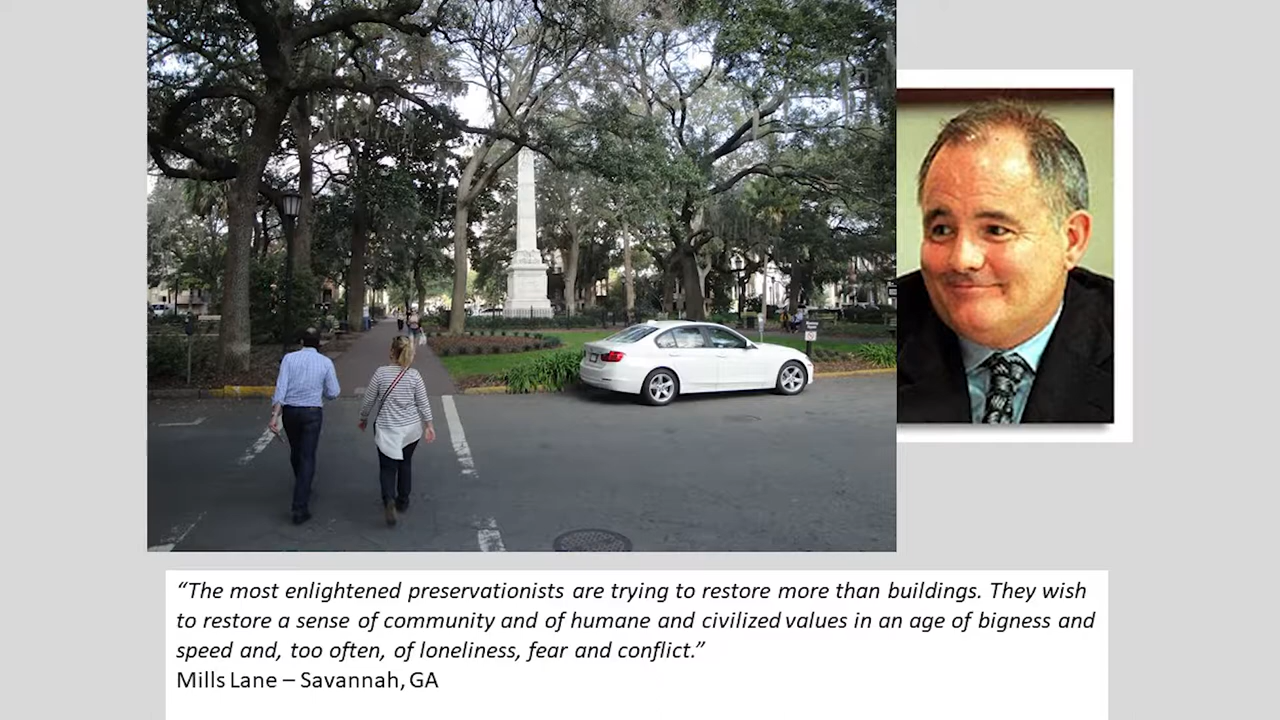 “The most enlightened preservationists are trying to restore more than buildings. They wish
to restore a sense of community and of humane and civilized values in an age of bigness and
speed and, too often, of loneliness, fear and conflict.”
Mills Lane – Savannah, GA